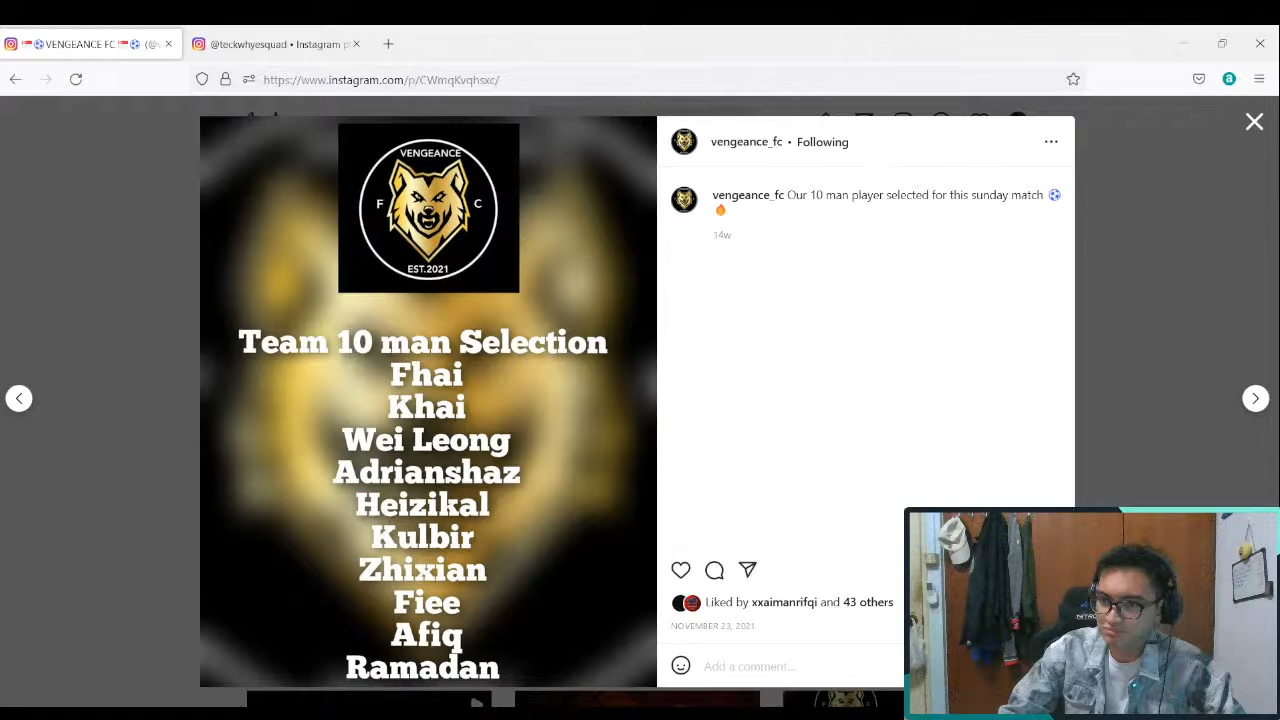 VENGEANCE FC
@teckwhyesquad • Instagram p
https://www.instagram.com/p/CWmqKvqhsxc/
VENGEANCE
F C
EST.2021
Team 10 man Selection
Fhai
Khai
Wei Leong
Adrianshaz
Heizikal
Kulbir
Zhixian
Fiee
Afiq
Ramadan
vengeance_fc • Following
vengeance_fc Our 10 man player selected for this sunday match
14w
Liked by xxaimanrifqi and 43 others
NOVEMBER 23, 2021
Add a comment...